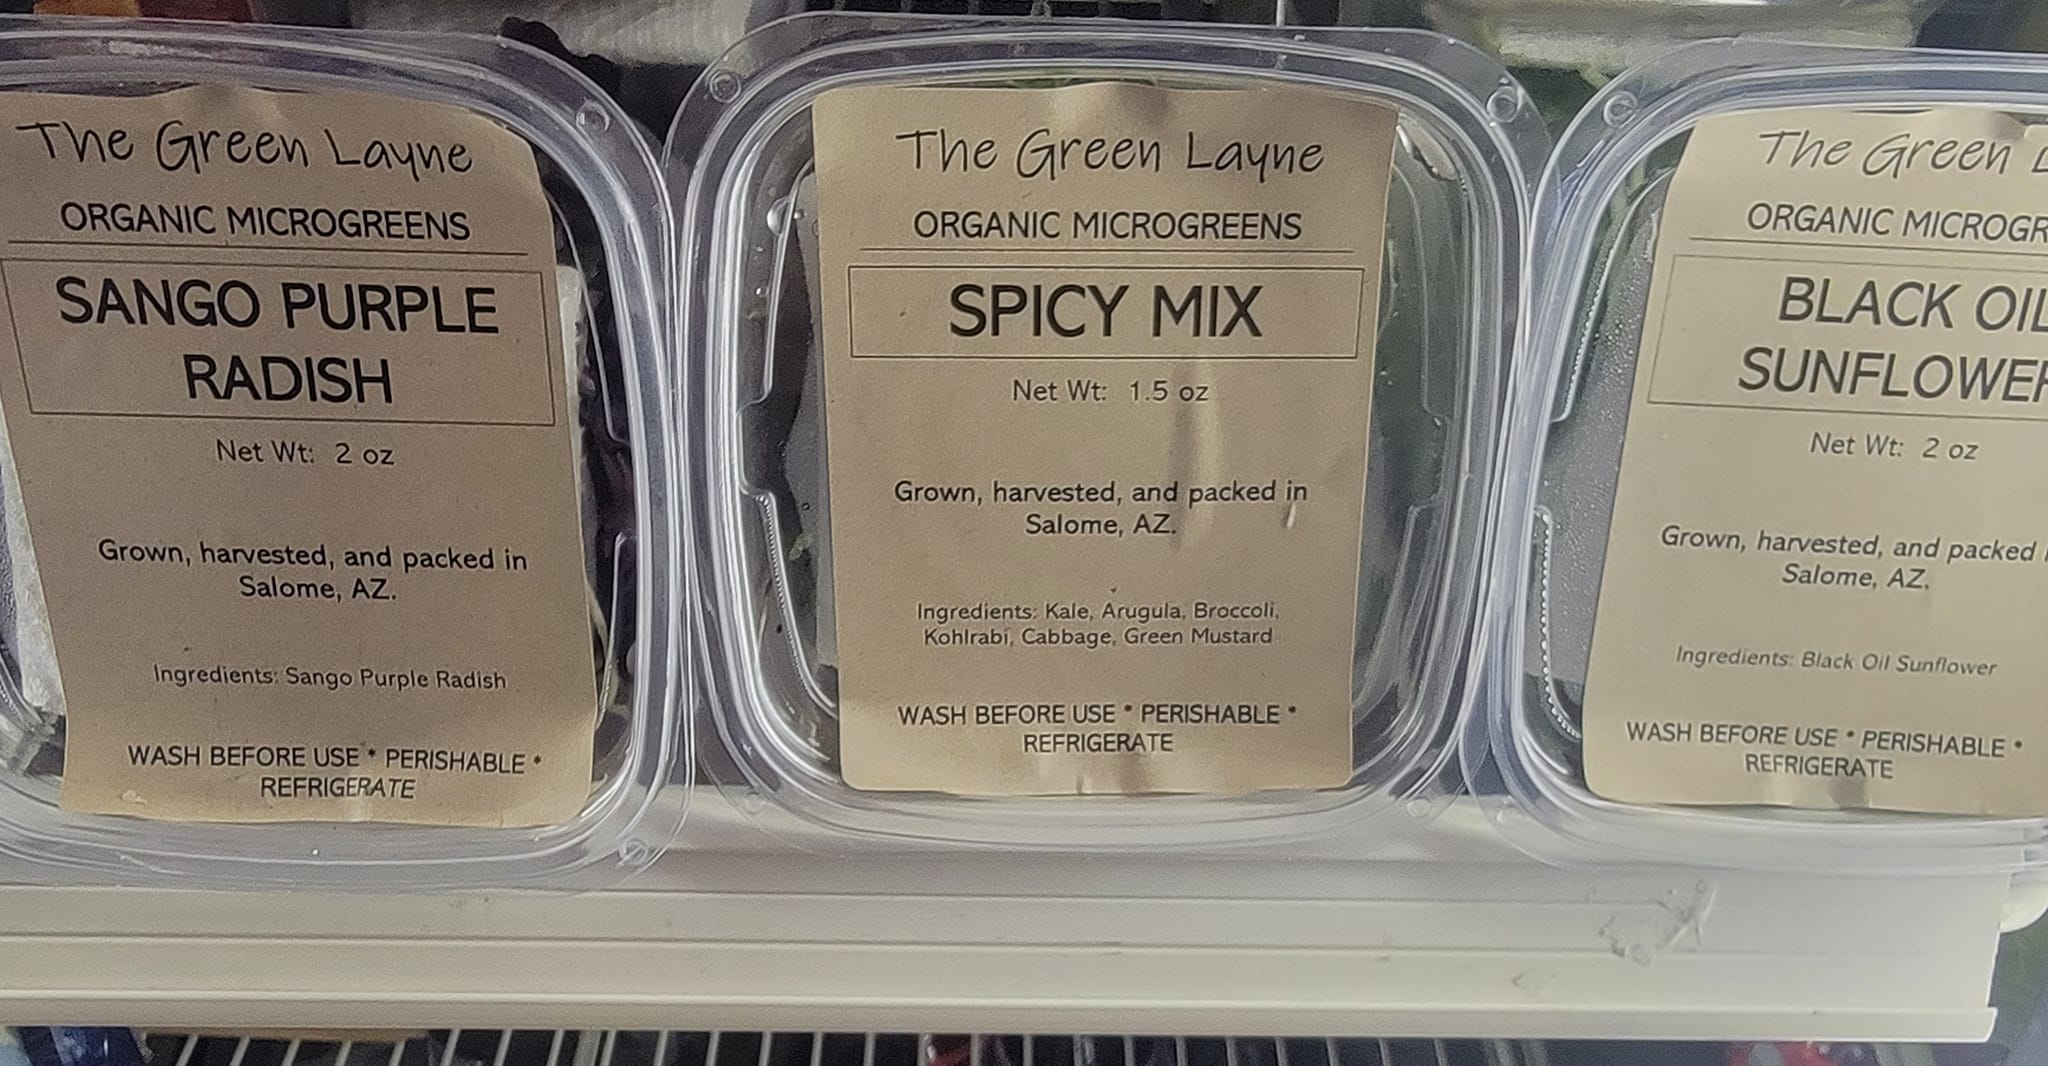 The Green Layne
ORGANIC MICROGREENS
SANGO PURPLE
RADISH
Net Wt: 2 oz
Grown, harvested, and packed in
Salome, AZ.
Ingredients: Sango Purple Radish
WASH BEFORE USE * PERISHABLE *
REFRIGERATE
The Green Layne
ORGANIC MICROGREENS
SPICY MIX
Net Wt: 1.5 oz
Grown, harvested, and packed in
Salome, AZ.
Ingredients: Kale, Arugula, Broccoli,
Kohlrabi, Cabbage, Green Mustard
WASH BEFORE USE * PERISHABLE *
REFRIGERATE
The Green
ORGANIC
BLACK OIL
SUNFLOWER
Net Wt: 2 oz
Grown, harvested, and packed
Salome, AZ.
Ingredients: Black Oil Sunflower
WASH BEFORE USE * PERISHABLE *
REFRIGERATE